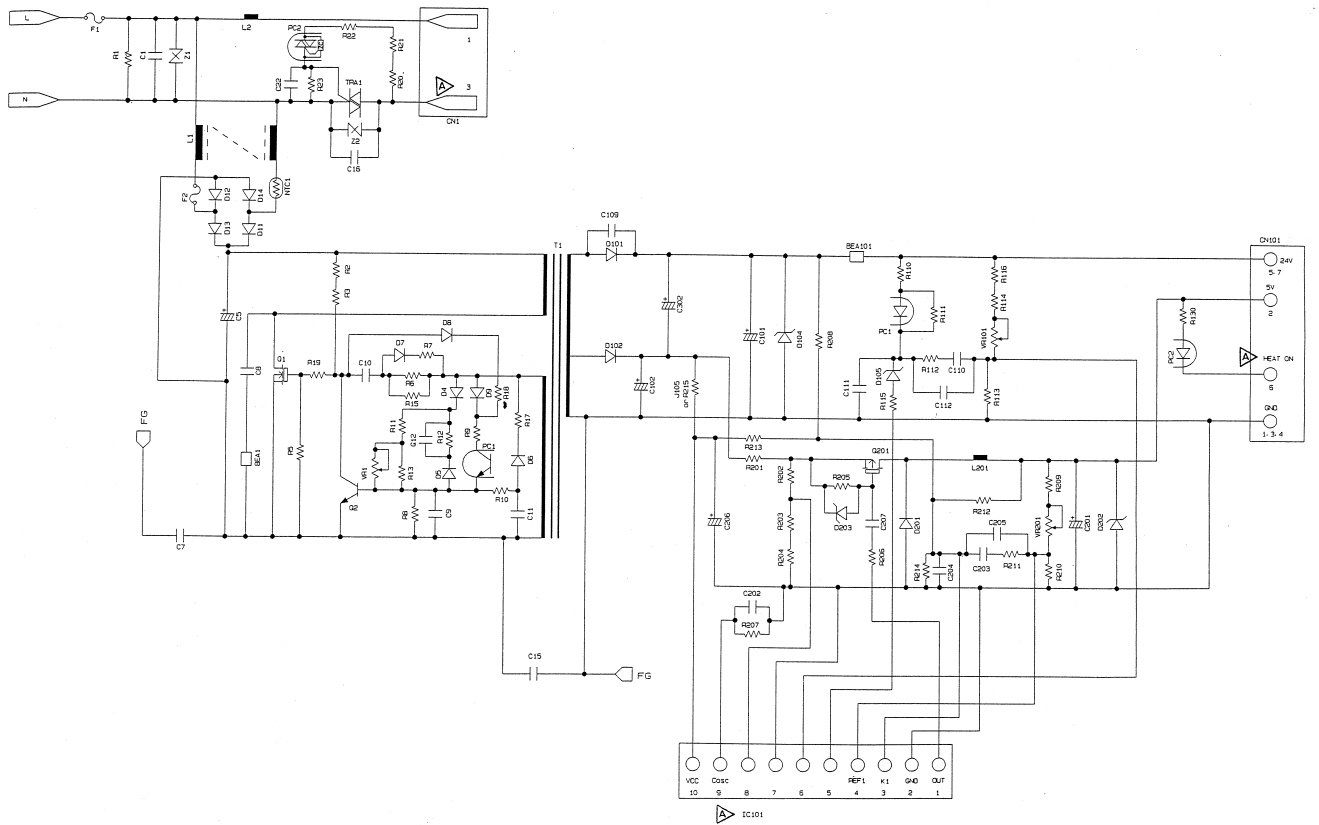 L
F1
L2
PC2
R22
R21
1
R1
C1
Z1
C22
R23
TRA1
R20
A
3
N
CN1
Z2
C16
L1
F2
D12
D14
NTC1
D13
D11
C109
D101
T1
BEA101
CN101
24V
5.7
R2
R3
R110
R116
5V
2
C5
C302
C101
D104
R208
PC1
R111
R114
VR101
R130
PC2
A
HEAT ON
6
D8
D7
R7
C8
Q1
R19
C10
R6
R15
D4
D9
R18
D102
C102
J105
or R215
C111
D105
R115
R112
C110
C112
R113
GND
1.3.4
FG
BEA1
R5
VR1
R11
C12
R12
R13
D5
R9
PC1
R17
D6
R10
Q2
R8
C9
C11
C7
R213
R201
R202
Q201
R205
D203
C207
D201
L201
R209
R212
VR201
C201
D202
C206
R203
R204
R206
C205
C203
R211
R214
C204
R210
C202
R207
C15
FG
VCC
Cosc
REF1
K1
GND
OUT
10
9
8
7
6
5
4
3
2
1
A
IC101